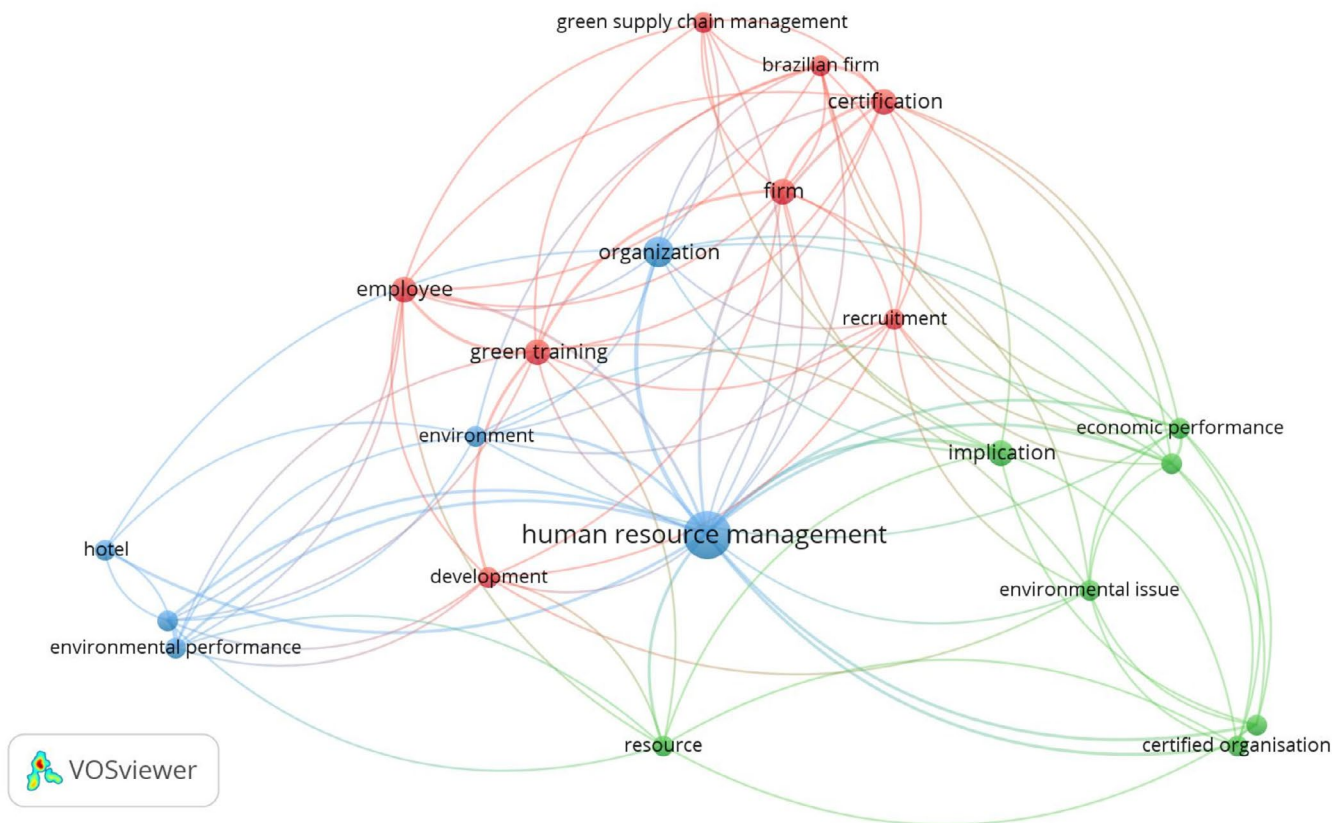 green supply chain management
brazilian firm
certification
firm
organization
employee
recruitment
green training
economic performance
environment
implication
human resource management
hotel
development
environmental issue
environmental performance
resource
certified organisation
VOSviewer